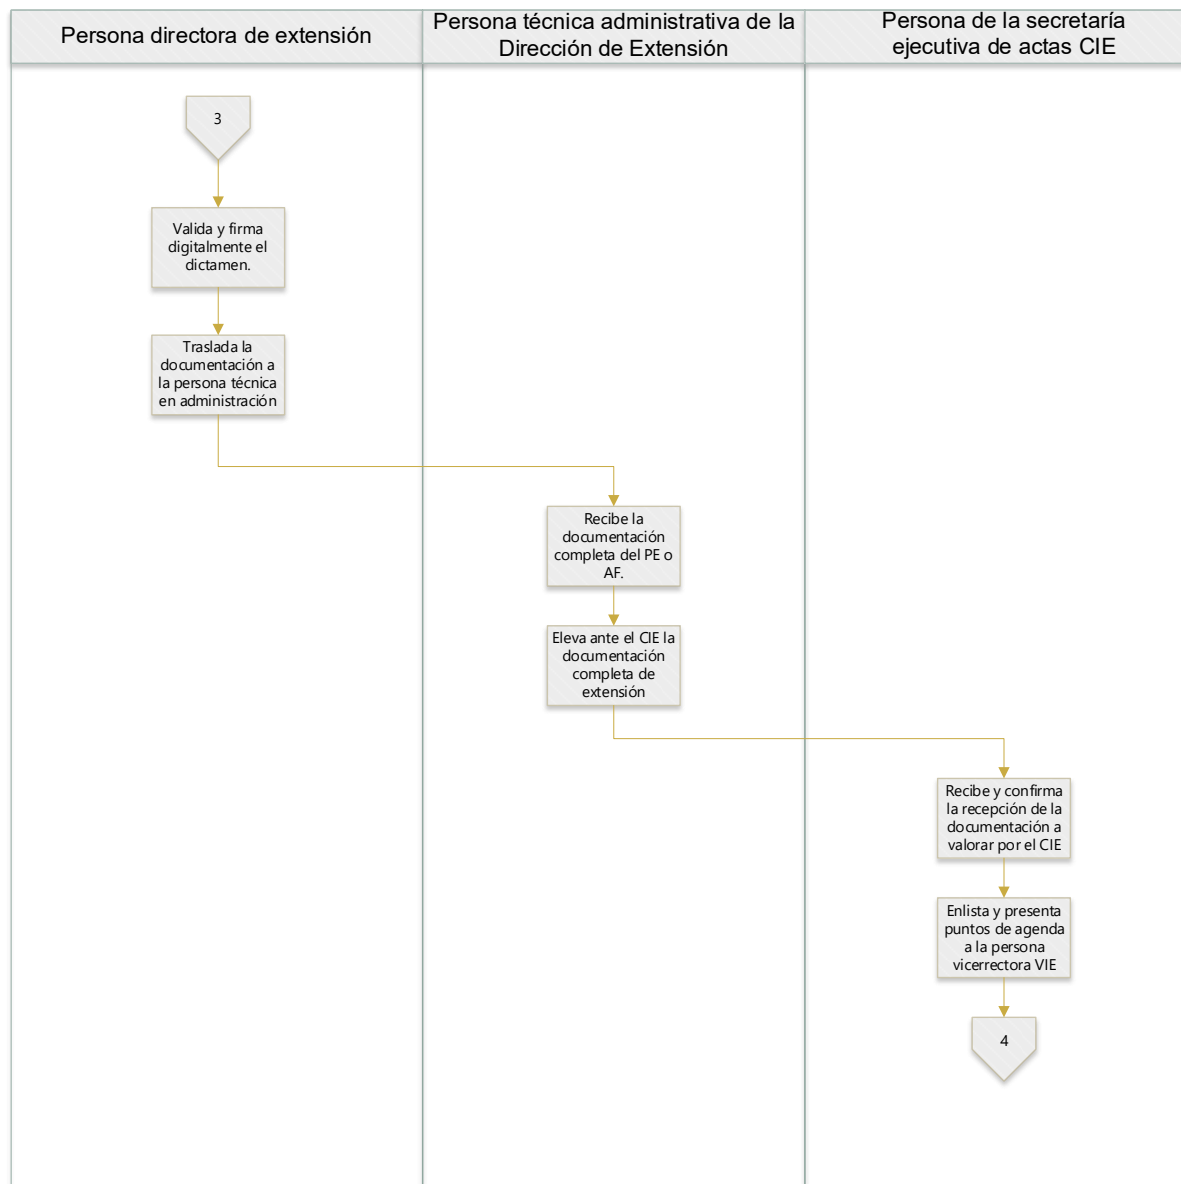 Persona directora de extensión
Persona técnica administrativa de la
Dirección de Extensión
Persona de la secretaría
ejecutiva de actas CIE
3
Valida y firma
digitalmente el
dictamen.
Traslada la
documentación a
la persona técnica
en administración
Recibe la
documentación
completa del PE o
AF.
Eleva ante el CIE la
documentación
completa de
extensión
Recibe y confirma
la recepción de la
documentación a
valorar por el CIE
Enlista y presenta
puntos de agenda
a la persona
vicerrectora VIE
4